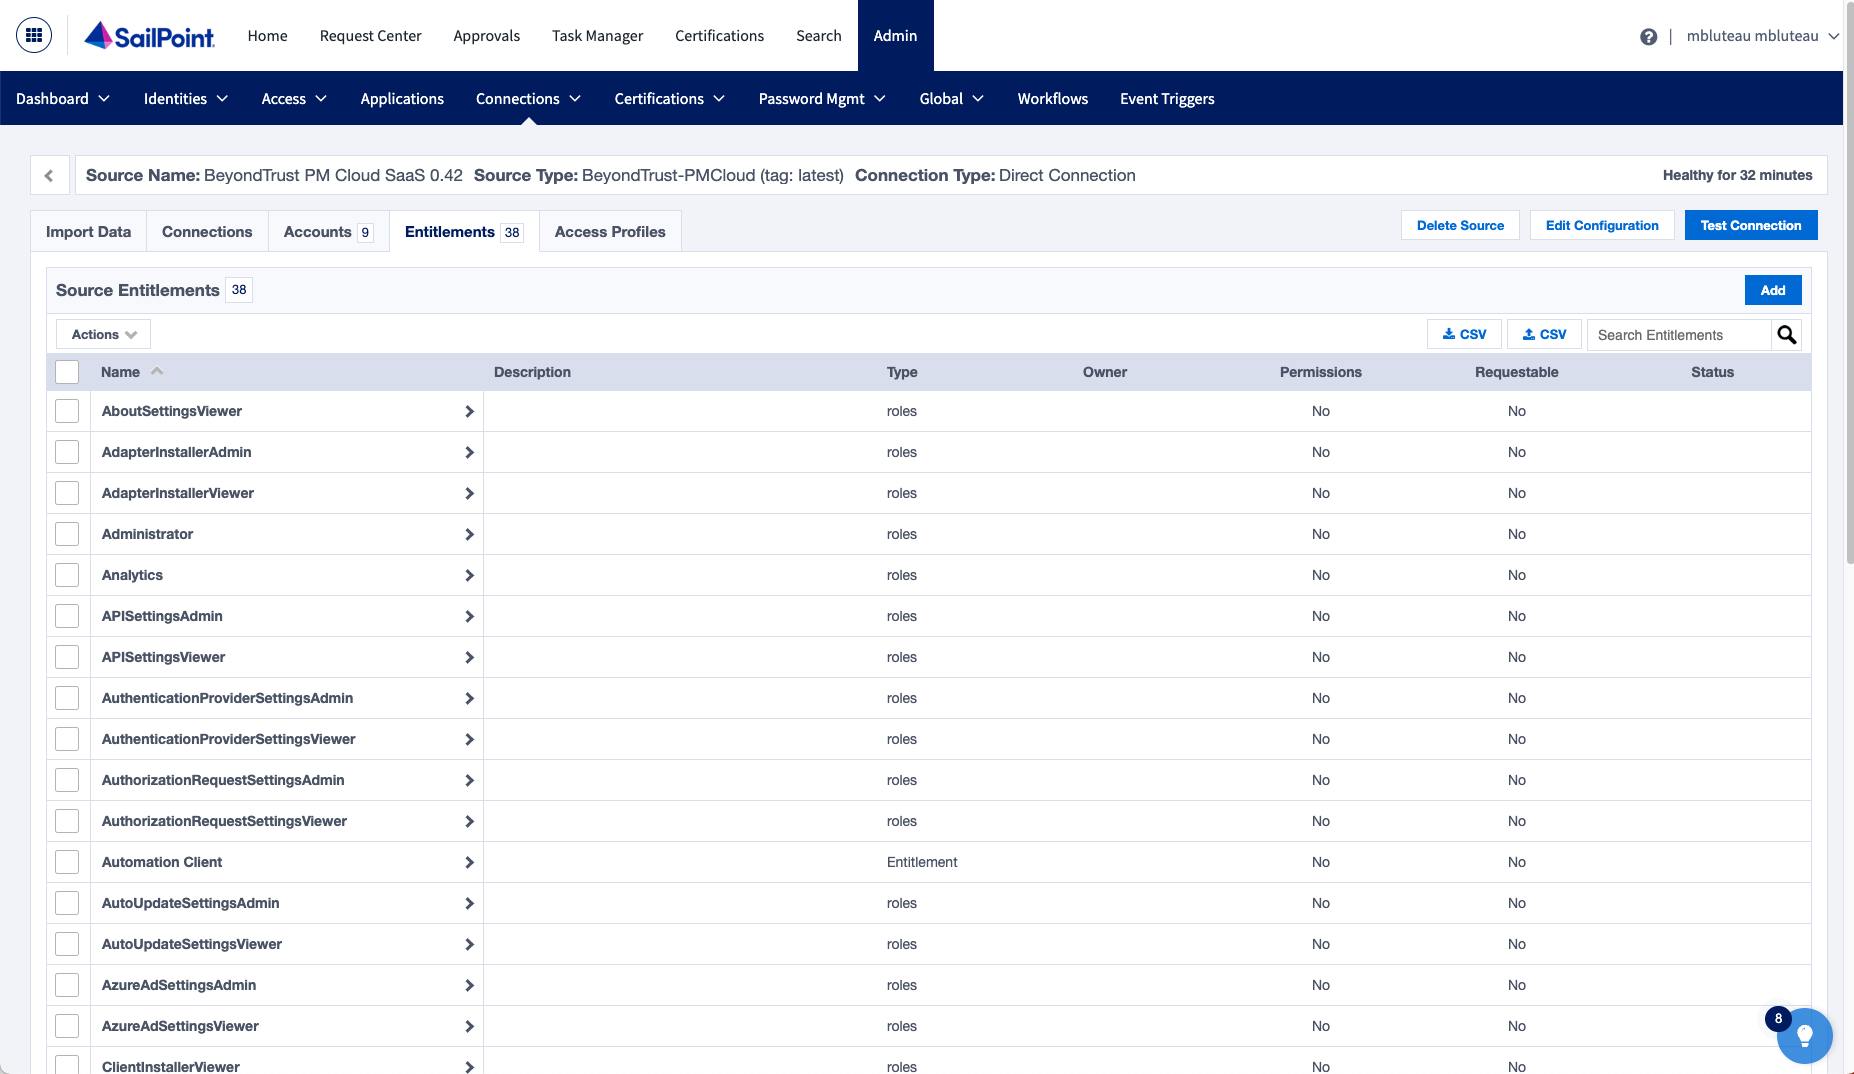 SailPoint Home Request Center Approvals Task Manager Certifications Search Admin | mbluteau mbluteau
Dashboard Identities Access Applications Connections Certifications Password Mgmt Global Workflows Event Triggers
Source Name: BeyondTrust PM Cloud SaaS 0.42 Source Type: BeyondTrust-PMCloud (tag: latest) Connection Type: Direct Connection Healthy for 32 minutes
Import Data Connections Accounts 9 Entitlements 38 Access Profiles Delete Source Edit Configuration Test Connection
Source Entitlements 38 Add
Actions CSV CSV Search Entitlements
Name Description Type Owner Permissions Requestable Status
AboutSettingsViewer roles No No
AdapterInstallerAdmin roles No No
AdapterInstallerViewer roles No No
Administrator roles No No
Analytics roles No No
APISettingsAdmin roles No No
APISettingsViewer roles No No
AuthenticationProviderSettingsAdmin roles No No
AuthenticationProviderSettingsViewer roles No No
AuthorizationRequestSettingsAdmin roles No No
AuthorizationRequestSettingsViewer roles No No
Automation Client Entitlement No No
AutoUpdateSettingsAdmin roles No No
AutoUpdateSettingsViewer roles No No
AzureAdSettingsAdmin roles No No
AzureAdSettingsViewer roles No No
8
ClientInstallerViewer roles No No